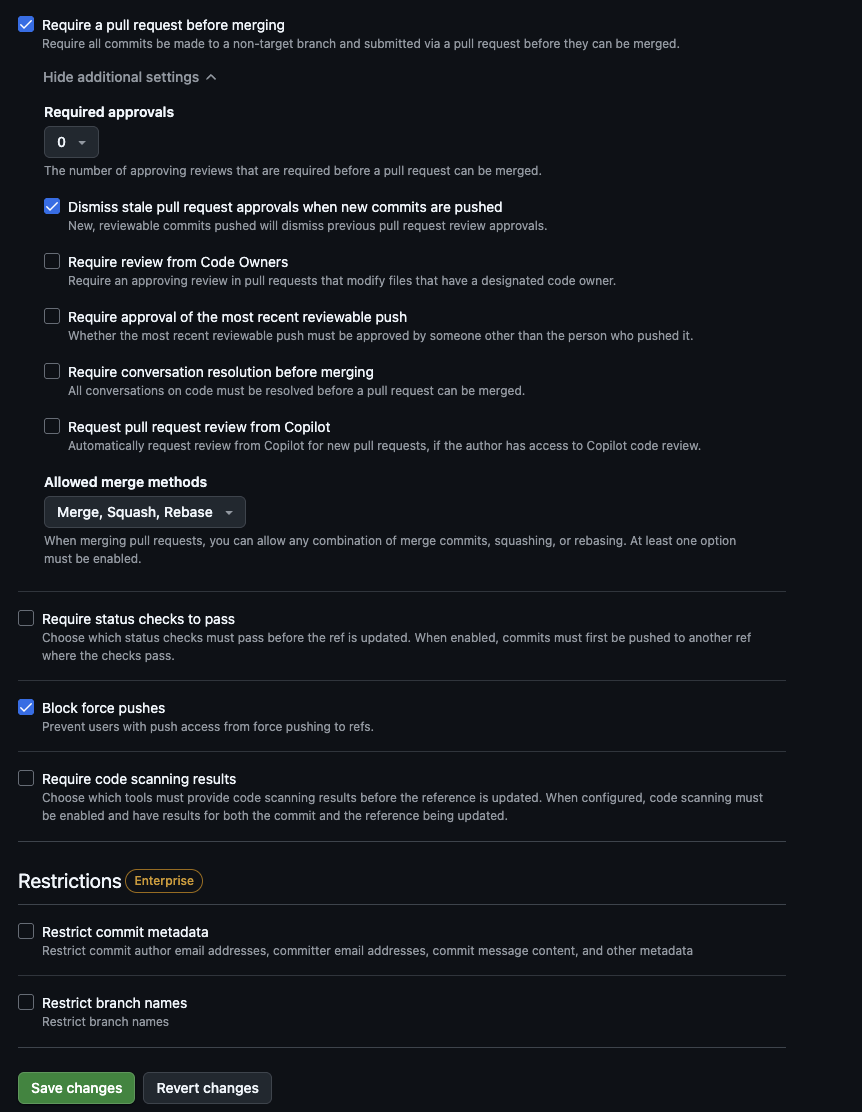 Require a pull request before merging
Require all commits be made to a non-target branch and submitted via a pull request before they can be merged.
Hide additional settings
Required approvals
0
The number of approving reviews that are required before a pull request can be merged.
Dismiss stale pull request approvals when new commits are pushed
New, reviewable commits pushed will dismiss previous pull request review approvals.
Require review from Code Owners
Require an approving review in pull requests that modify files that have a designated code owner.
Require approval of the most recent reviewable push
Whether the most recent reviewable push must be approved by someone other than the person who pushed it.
Require conversation resolution before merging
All conversations on code must be resolved before a pull request can be merged.
Request pull request review from Copilot
Automatically request review from Copilot for new pull requests, if the author has access to Copilot code review.
Allowed merge methods
Merge, Squash, Rebase
When merging pull requests, you can allow any combination of merge commits, squashing, or rebasing. At least one option
must be enabled.
Require status checks to pass
Choose which status checks must pass before the ref is updated. When enabled, commits must first be pushed to another ref
where the checks pass.
Block force pushes
Prevent users with push access from force pushing to refs.
Require code scanning results
Choose which tools must provide code scanning results before the reference is updated. When configured, code scanning must
be enabled and have results for both the commit and the reference being updated.
Restrictions Enterprise
Restrict commit metadata
Restrict commit author email addresses, committer email addresses, commit message content, and other metadata
Restrict branch names
Restrict branch names
Save changes Revert changes